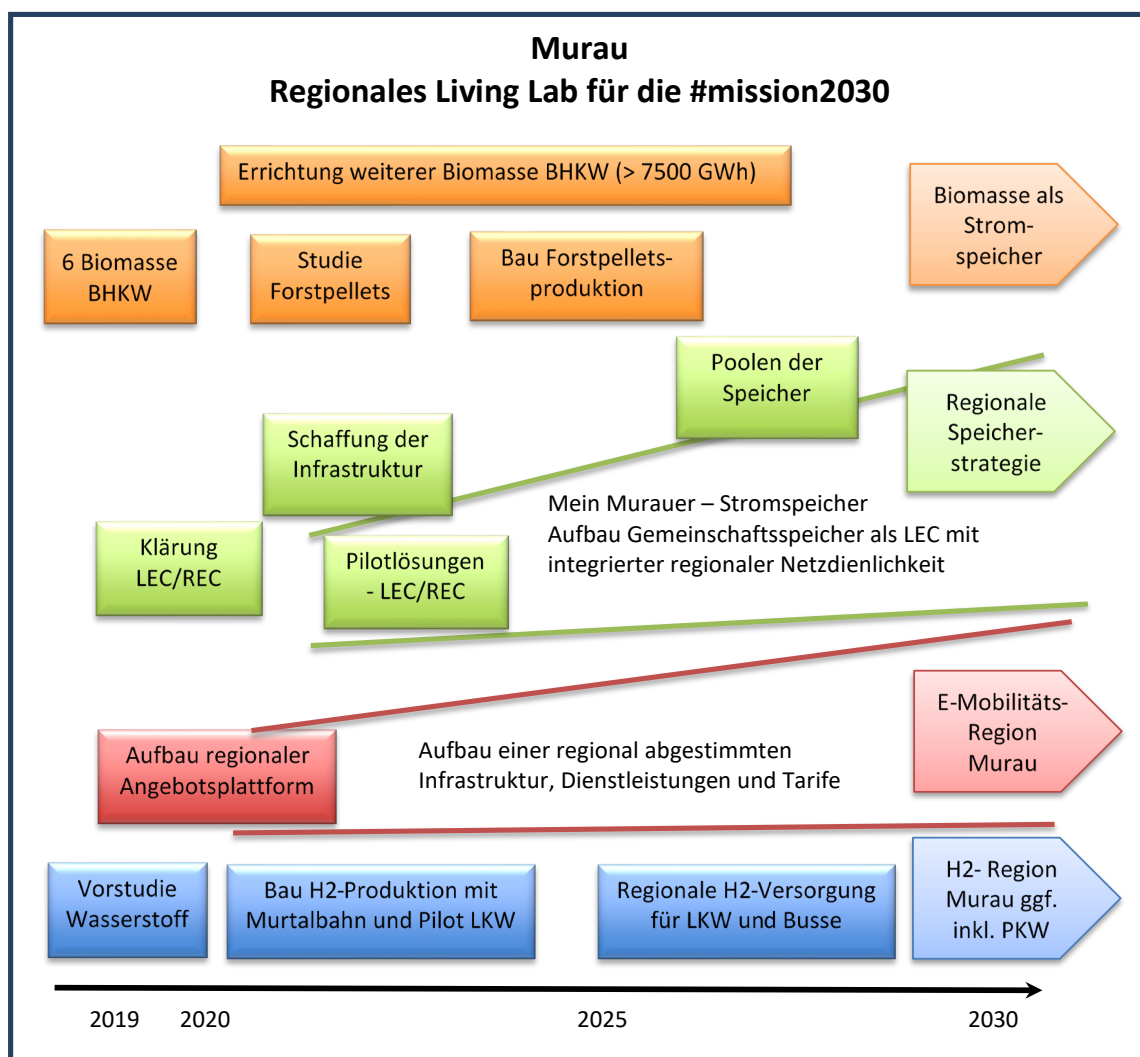 Murau
Regionales Living Lab für die #mission2030
Errichtung weiterer Biomasse BHKW (> 7500 GWh)
6 Biomasse
BHKW
Studie
Forstpellets
Bau Forstpellets-
produktion
Biomasse als
Strom-
speicher
Poolen der
Speicher
Schaffung der
Infrastruktur
Klärung
LEC/REC
Pilotlösungen
- LEC/REC
Mein Murauer – Stromspeicher
Aufbau Gemeinschaftsspeicher als LEC mit
integrierter regionaler Netzdienlichkeit
Regionale
Speicher-
strategie
Aufbau regionaler
Angebotsplattform
Aufbau einer regional abgestimmten
Infrastruktur, Dienstleistungen und Tarife
E-Mobilitäts-
Region
Murau
Vorstudie
Wasserstoff
Bau H2-Produktion mit
Murtalbahn und Pilot LKW
Regionale H2-Versorgung
für LKW und Busse
H2- Region
Murau ggf.
inkl. PKW
2019 2020 2025 2030